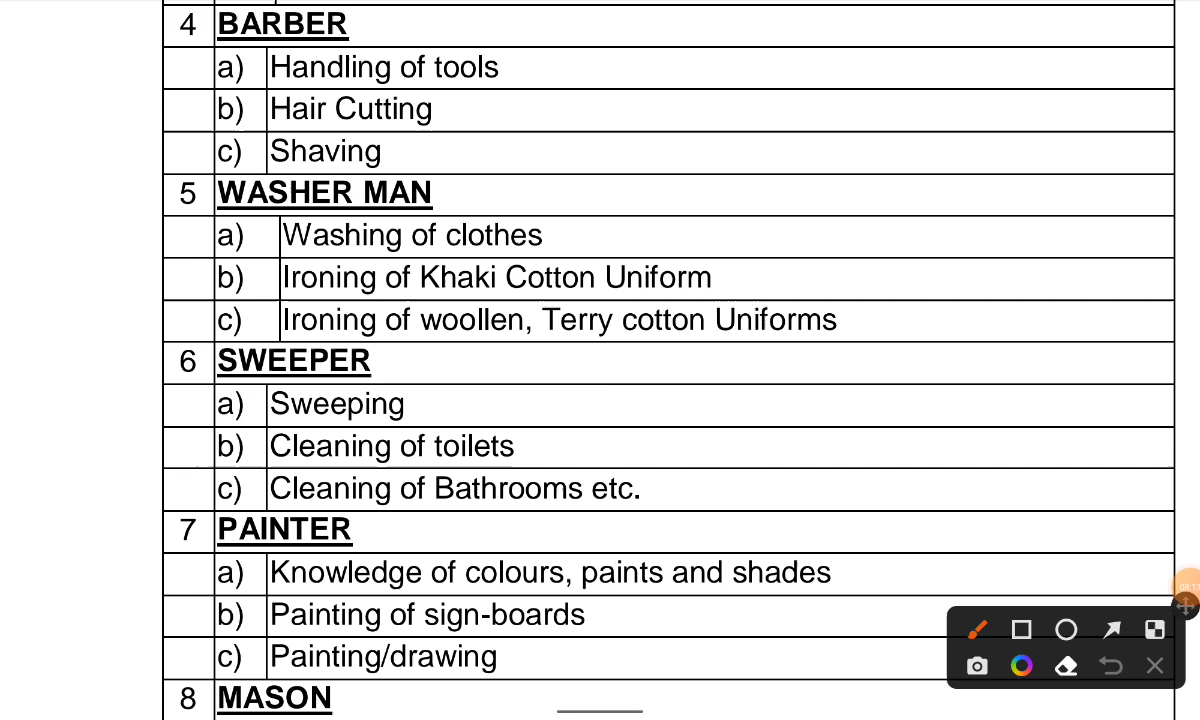 4 BARBER
a) Handling of tools
b) Hair Cutting
c) Shaving
5 WASHER MAN
a) Washing of clothes
b) Ironing of Khaki Cotton Uniform
c) Ironing of woollen, Terry cotton Uniforms
6 SWEEPER
a) Sweeping
b) Cleaning of toilets
c) Cleaning of Bathrooms etc.
7 PAINTER
a) Knowledge of colours, paints and shades
b) Painting of sign-boards
c) Painting/drawing
8 MASON